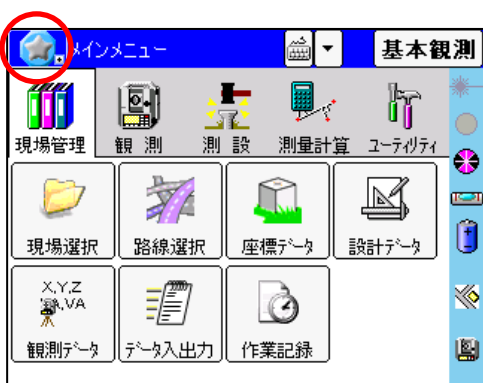 メインメニュー 基本観測
現場管理 観 測 測 設 測量計算 ユーティリティ
現場選択 路線選択 座標データ 設計データ
X,Y,Z
,VA
観測データ データ入出力 作業記録